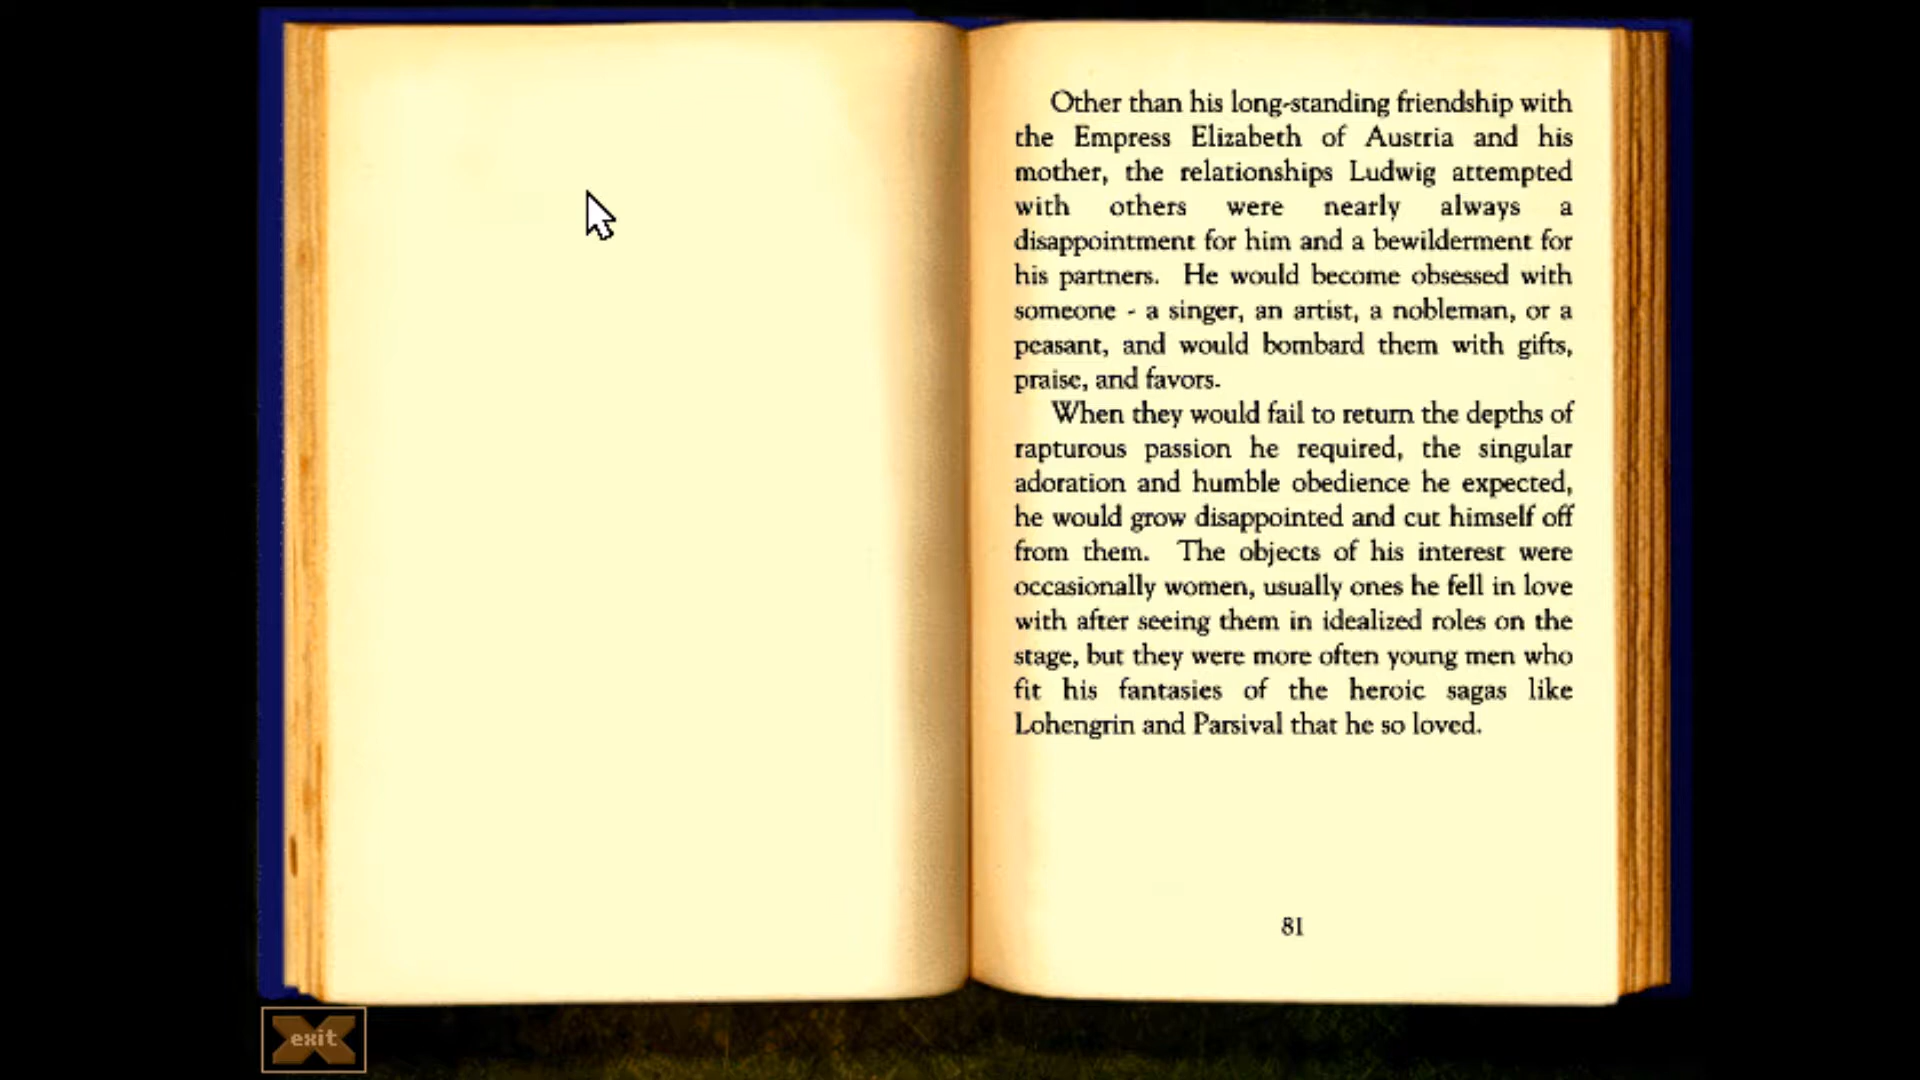 Other than his long-standing friendship with
the Empress Elizabeth of Austria and his
mother, the relationships Ludwig attempted
with others were nearly always a
disappointment for him and a bewilderment for
his partners. He would become obsessed with
someone - a singer, an artist, a nobleman, or a
peasant, and would bombard them with gifts,
praise, and favors.
When they would fail to return the depths of
rapturous passion he required, the singular
adoration and humble obedience he expected,
he would grow disappointed and cut himself off
from them. The objects of his interest were
occasionally women, usually ones he fell in love
with after seeing them in idealized roles on the
stage, but they were more often young men who
fit his fantasies of the heroic sagas like
Lohengrin and Parsival that he so loved.
81
exit